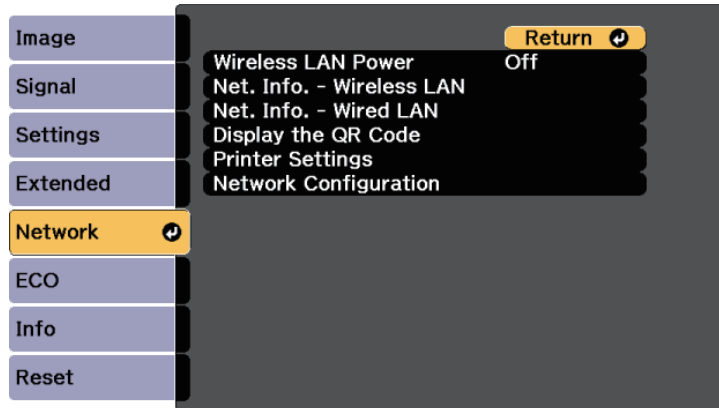 Image
Signal
Settings
Extended
Network
ECO
Info
Reset
Return
Wireless LAN Power Off
Net. Info. - Wireless LAN
Net. Info. - Wired LAN
Display the QR Code
Printer Settings
Network Configuration